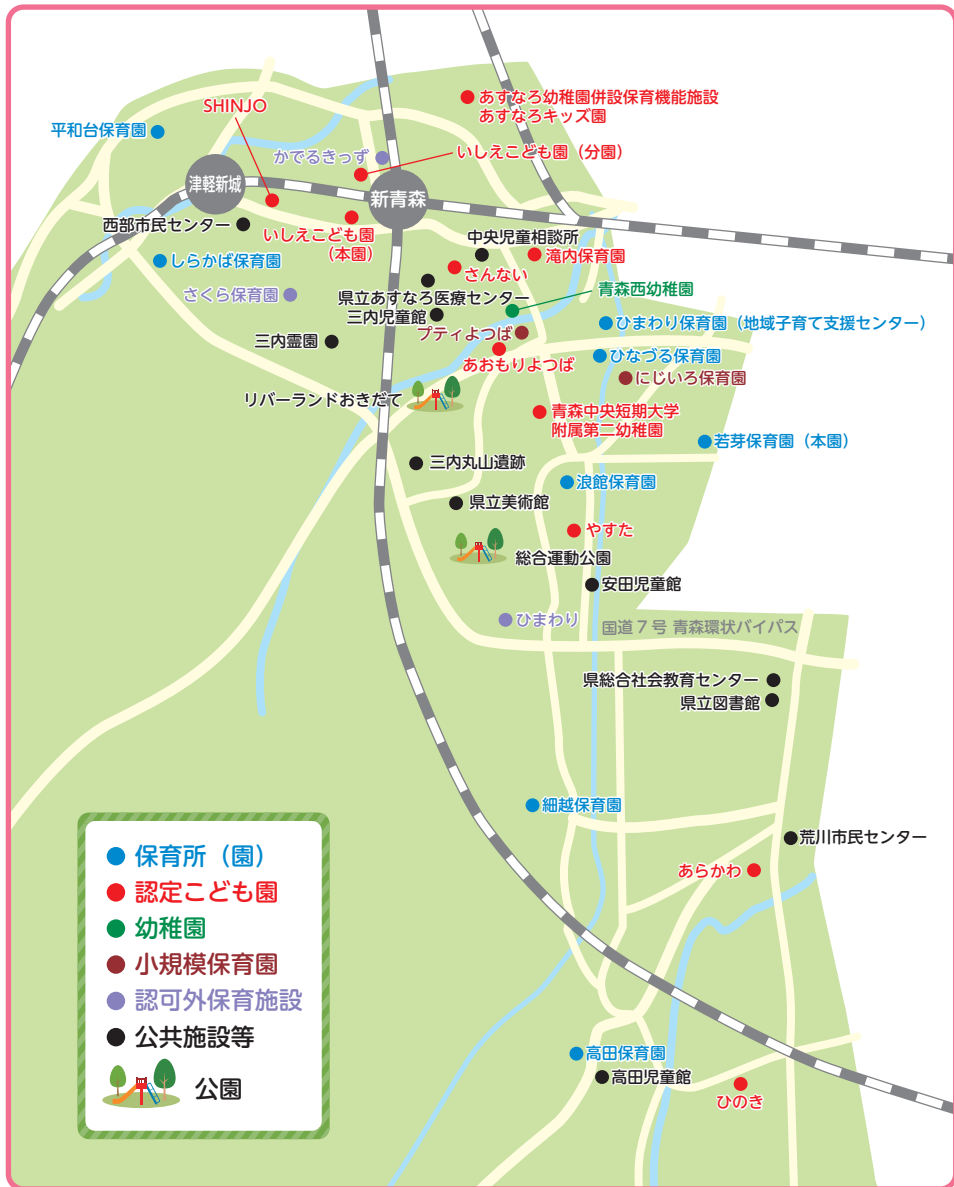 あすなろ幼稚園併設保育機能施設
あすなろキッズ園
SHINJO
平和台保育園
かでるきっず
いしえこども園（分園）
津軽新城
新青森
西部市民センター
いしえこども園
（本園）
中央児童相談所
滝内保育園
しらかば保育園
さんない
さくら保育園
県立あすなろ医療センター
青森西幼稚園
三内児童館
ひまわり保育園（地域子育て支援センター）
プティよつば
三内霊園
ひなづる保育園
あおもりよつば
にじいろ保育園
リバーランドおきだて
青森中央短期大学
附属第二幼稚園
若芽保育園（本園）
三内丸山遺跡
浪館保育園
県立美術館
やすた
総合運動公園
安田児童館
ひまわり
国道7号 青森環状バイパス
県総合社会教育センター
県立図書館
細越保育園
荒川市民センター
あらかわ
高田保育園
高田児童館
ひのき
保育所（園）
認定こども園
幼稚園
小規模保育園
認可外保育施設
公共施設等
公園